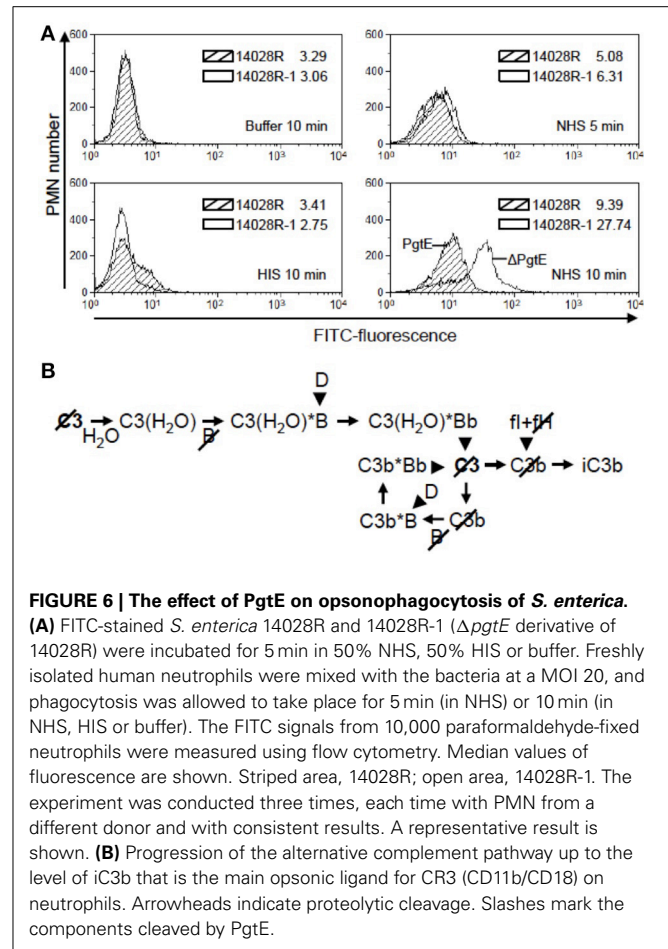 A
PMN number
600
400
200
0
10⁰ 10¹ 10² 10³ 10⁴
14028R 3.29
14028R-1 3.06
Buffer 10 min
600
400
200
0
10⁰ 10¹ 10² 10³ 10⁴
14028R 5.08
14028R-1 6.31
NHS 5 min
600
400
200
0
10⁰ 10¹ 10² 10³ 10⁴
14028R 3.41
14028R-1 2.75
HIS 10 min
600
400
200
0
10⁰ 10¹ 10² 10³ 10⁴
14028R 9.39
14028R-1 27.74
PgtE
ΔPgtE
NHS 10 min
FITC-fluorescence
B
D
C3 H₂O C3(H₂O) B C3(H₂O)*B C3(H₂O)*Bb fI+fH
C3b*Bb C3 C3b iC3b
D
C3b*B B C3b
FIGURE 6 | The effect of PgtE on opsonophagocytosis of S. enterica.
(A) FITC-stained S. enterica 14028R and 14028R-1 (ΔpgtE derivative of
14028R) were incubated for 5 min in 50% NHS, 50% HIS or buffer. Freshly
isolated human neutrophils were mixed with the bacteria at a MOI 20, and
phagocytosis was allowed to take place for 5 min (in NHS) or 10 min (in
NHS, HIS or buffer). The FITC signals from 10,000 paraformaldehyde-fixed
neutrophils were measured using flow cytometry. Median values of
fluorescence are shown. Striped area, 14028R; open area, 14028R-1. The
experiment was conducted three times, each time with PMN from a
different donor and with consistent results. A representative result is
shown. (B) Progression of the alternative complement pathway up to the
level of iC3b that is the main opsonic ligand for CR3 (CD11b/CD18) on
neutrophils. Arrowheads indicate proteolytic cleavage. Slashes mark the
components cleaved by PgtE.